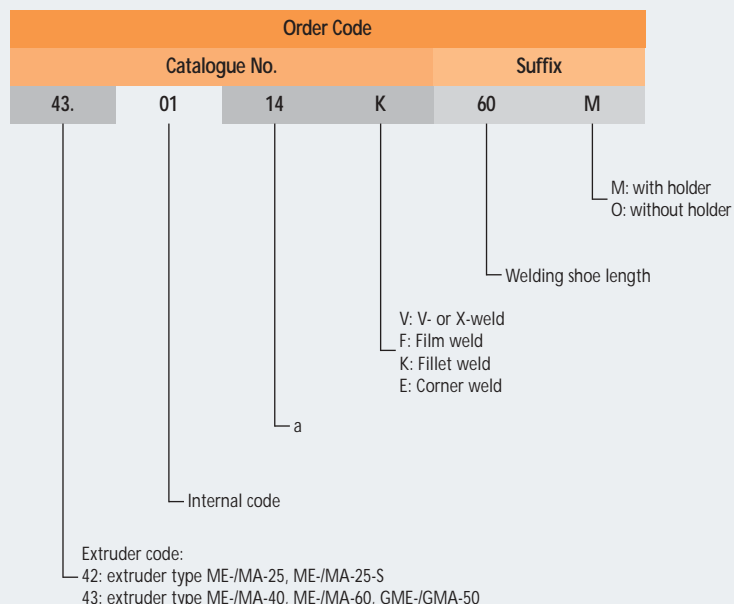 Order Code
Catalogue No. Suffix
43. 01 14 K 60 M
M: with holder
O: without holder
Welding shoe length
V: V- or X-weld
F: Film weld
K: Fillet weld
E: Corner weld
a
Internal code
Extruder code:
42: extruder type ME-/MA-25, ME-/MA-25-S
43: extruder type ME-/MA-40, ME-/MA-60, GME-/GMA-50